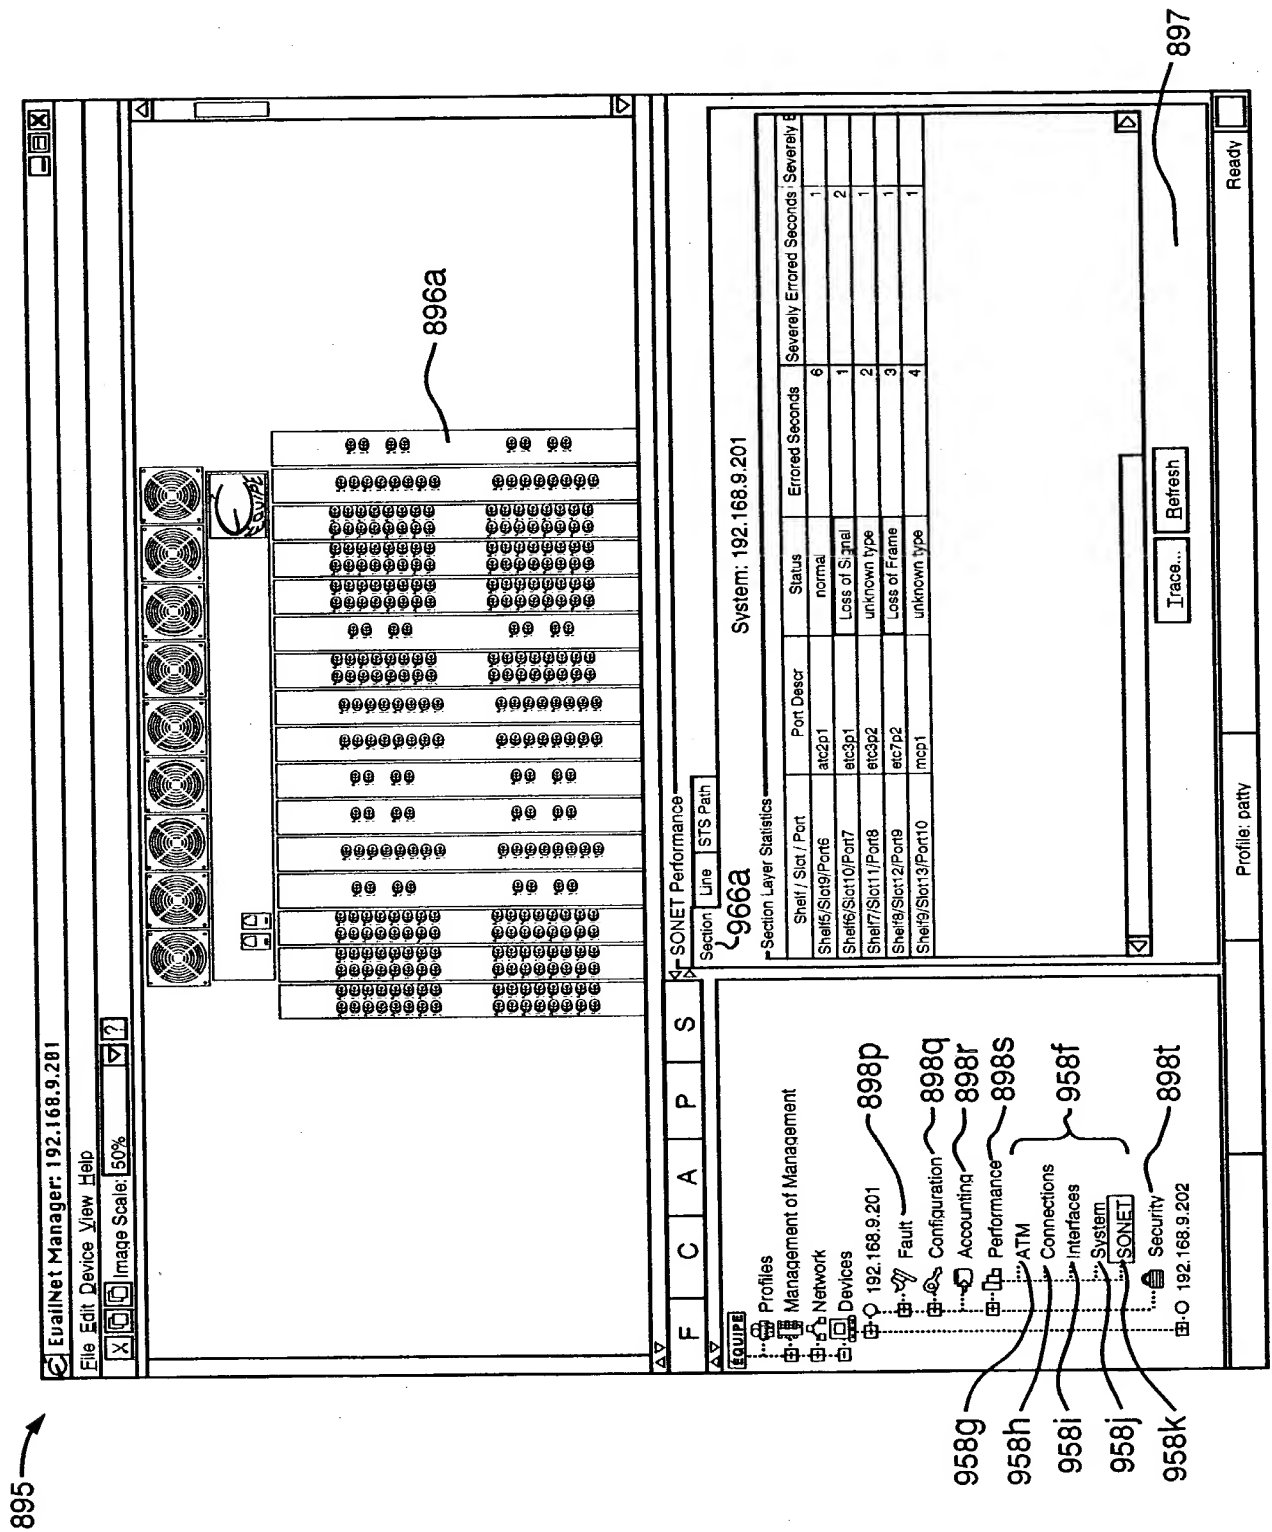 895
EuailNet Manager: 192.168.9.201
File Edit Device View Help
Image Scale: 50%
?
896a
F C A P S
EQUIPE
Profiles
Management of Management
Network
Devices
192.168.9.201
Fault
Configuration
Accounting
Performance
ATM
Connections
Interfaces
System
SONET
Security
192.168.9.202
898p
898q
898r
898s
958f
898t
958g
958h
958i
958j
958k
SONET Performance
Section Line STS Path
966a
System: 192.168.9.201
Section Layer Statistics
Shelf / Slot / Port Port Descr Status Errored Seconds Severely Errored Seconds Severely E
Shelf5/Slot9/Port6 atc2p1 normal 6 1
Shelf6/Slot10/Port7 etc3p1 Loss of Signal 1 2
Shelf7/Slot11/Port8 etc3p2 unknown type 2 1
Shelf8/Slot12/Port9 etc7p2 Loss of Frame 3 1
Shelf9/Slot13/Port10 mcp1 unknown type 4 1
Trace... Refresh
897
Profile: patty
Ready